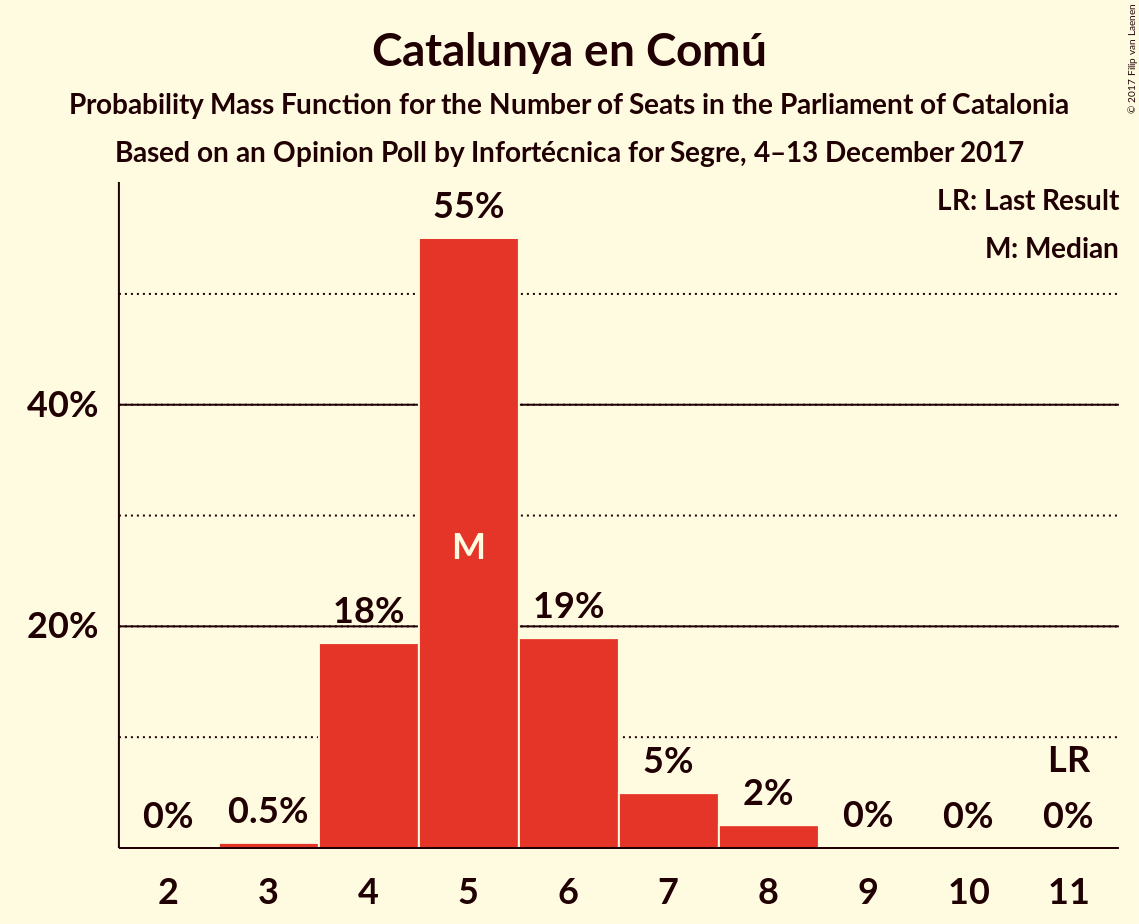 Catalunya en Comú
Probability Mass Function for the Number of Seats in the Parliament of Catalonia
Based on an Opinion Poll by Infortécnica for Segre, 4–13 December 2017
© 2017 Filip van Laenen
LR: Last Result
M: Median
55%
40%
M
20%
18%
19%
5%
2%
LR
0%
0.5%
0%
0%
0%
2 3 4 5 6 7 8 9 10 11